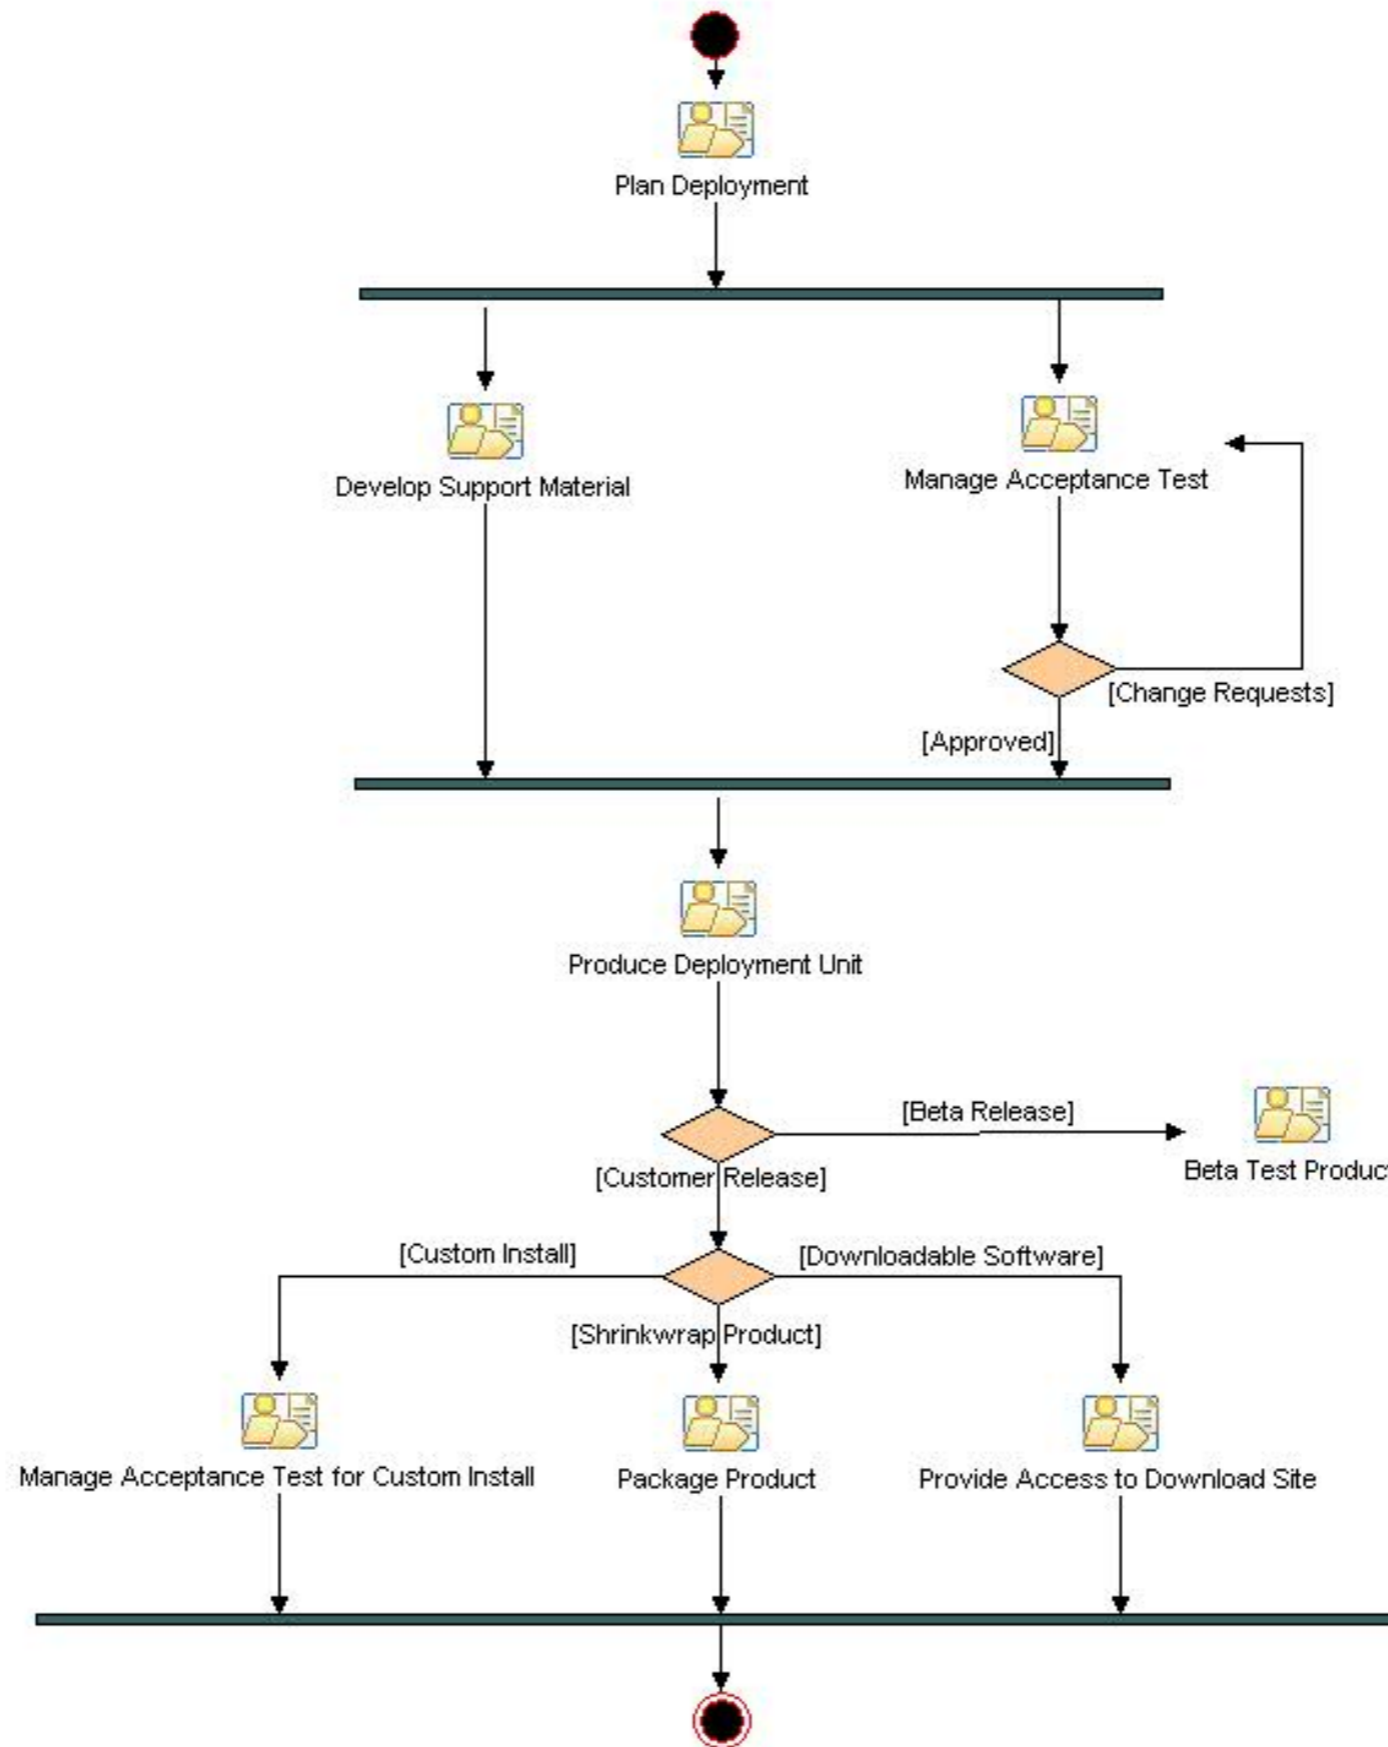 Plan Deployment
Develop Support Material
Manage Acceptance Test
[Change Requests]
[Approved]
Produce Deployment Unit
[Beta Release]
Beta Test Product
[Customer Release]
[Custom Install]
[Downloadable Software]
[Shrinkwrap Product]
Manage Acceptance Test for Custom Install
Package Product
Provide Access to Download Site